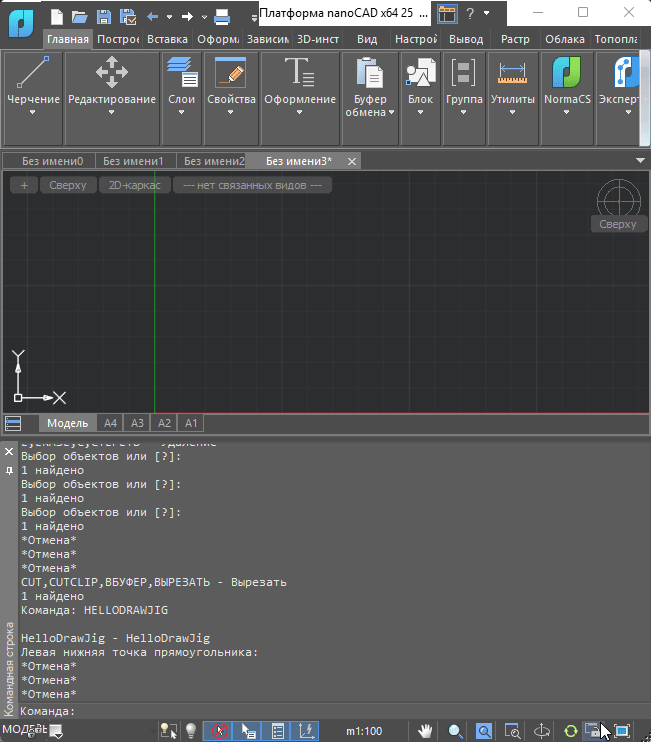 Платформа nanoCAD x64 25 ...
?
Главная Построе Вставка Оформл Зависим 3D-инст Вид Настрой Вывод Растр Облака Топопла
Черчение Редактирование Слои Свойства Оформление Буфер обмена Блок Группа Утилиты NormaCS Эксперт
Без имени0 Без имени1 Без имени2 Без имени3*
+ Сверху 2D-каркас --- нет связанных видов ---
Сверху
Y
X
Модель A4 A3 A2 A1
Выбор объектов или [?]:
1 найдено
Выбор объектов или [?]:
1 найдено
Выбор объектов или [?]:
1 найдено
*Отмена*
*Отмена*
*Отмена*
CUT,CUTCLIP,ВБУФЕР,ВЫРЕЗАТЬ - Вырезать
1 найдено
Команда: HELLODRAWJIG
HelloDrawJig - HelloDrawJig
Левая нижняя точка прямоугольника:
*Отмена*
*Отмена*
*Отмена*
Командная строка
Команда:
m1:100